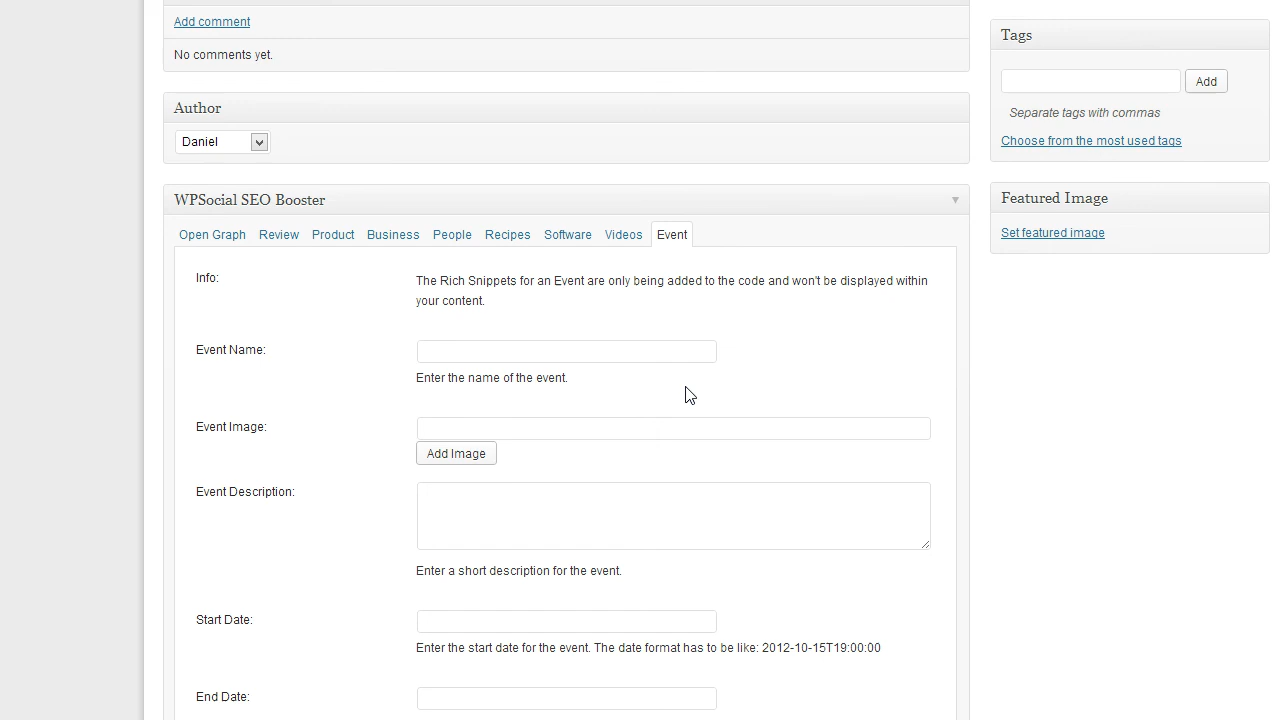 Add comment
No comments yet.
Author
Daniel
WPSocial SEO Booster
Open Graph Review Product Business People Recipes Software Videos Event
Info:
The Rich Snippets for an Event are only being added to the code and won't be displayed within
your content.
Event Name:
Enter the name of the event.
Event Image:
Add Image
Event Description:
Enter a short description for the event.
Start Date:
Enter the start date for the event. The date format has to be like: 2012-10-15T19:00:00
End Date:
Tags
Add
Separate tags with commas
Choose from the most used tags
Featured Image
Set featured image